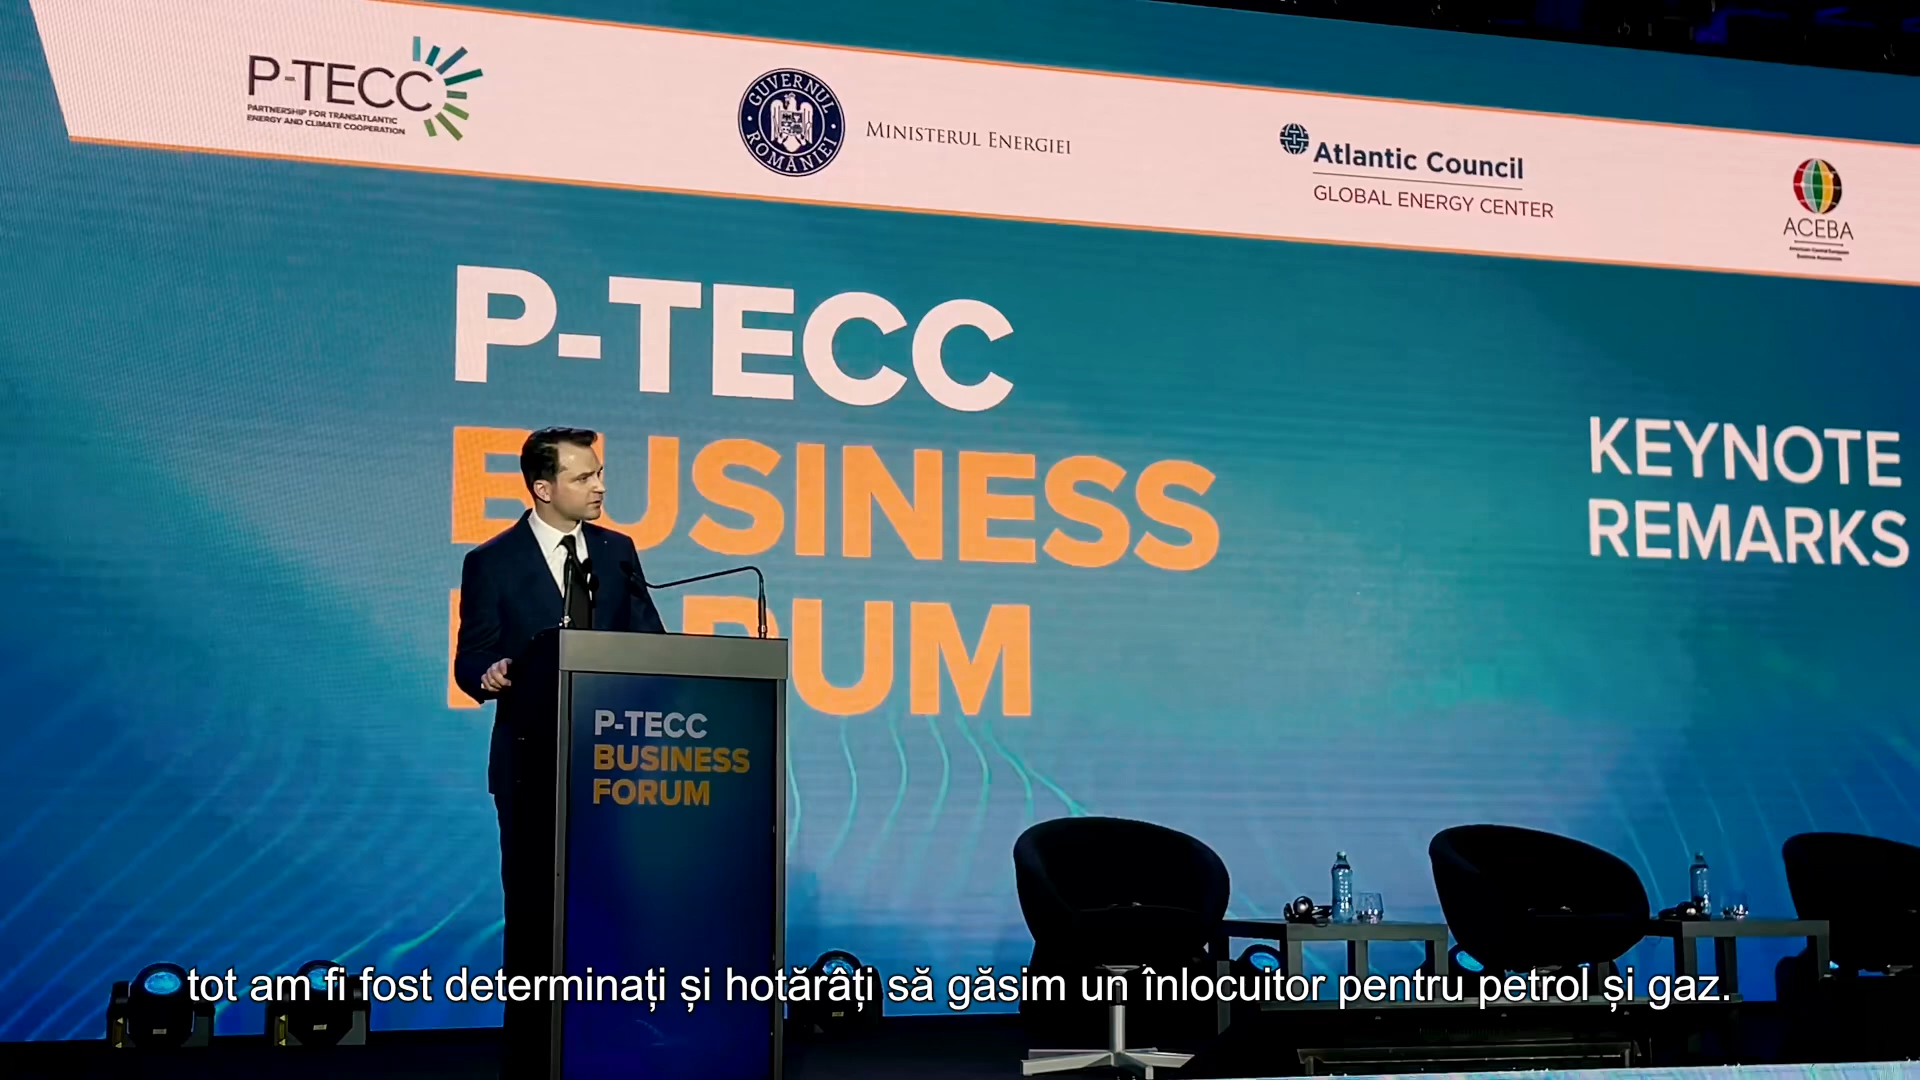 P-TECC
PARTNERSHIP FOR TRANSATLANTIC
ENERGY AND CLIMATE COOPERATION
GUVERNUL ROMÂNIEI
MINISTERUL ENERGIEI
Atlantic Council
GLOBAL ENERGY CENTER
ACEBA
P-TECC
BUSINESS
FORUM
KEYNOTE
REMARKS
P-TECC
BUSINESS
FORUM
tot am fi fost determinați și hotărâți să găsim un înlocuitor pentru petrol și gaz.